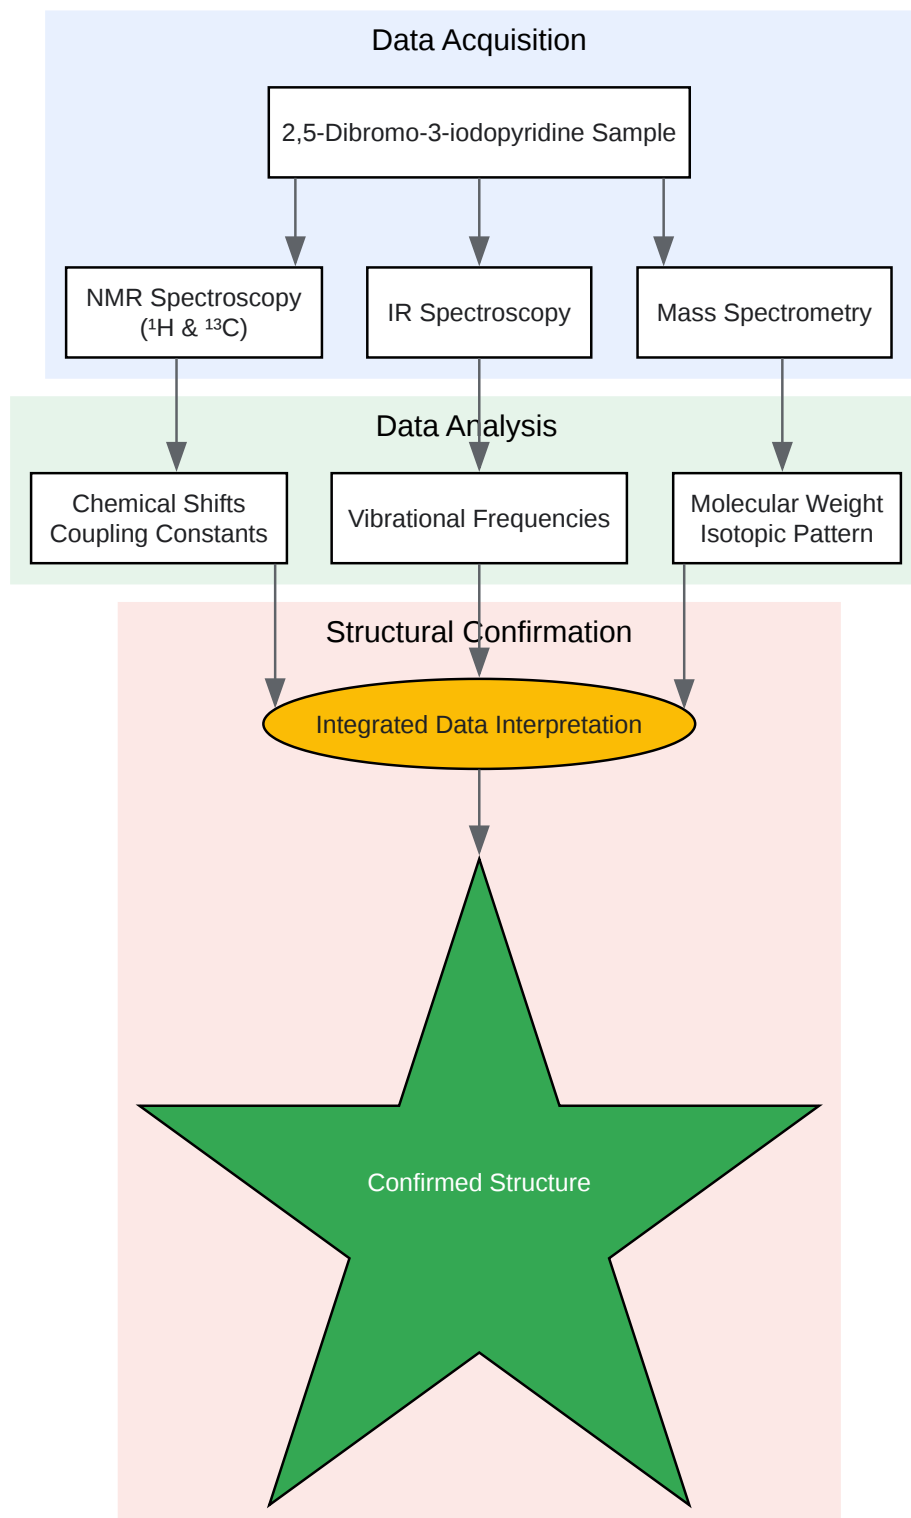 Data Acquisition
2,5-Dibromo-3-iodopyridine Sample
NMR Spectroscopy
(¹H & ¹³C)
IR Spectroscopy
Mass Spectrometry
Data Analysis
Chemical Shifts
Coupling Constants
Vibrational Frequencies
Molecular Weight
Isotopic Pattern
Structural Confirmation
Integrated Data Interpretation
Confirmed Structure